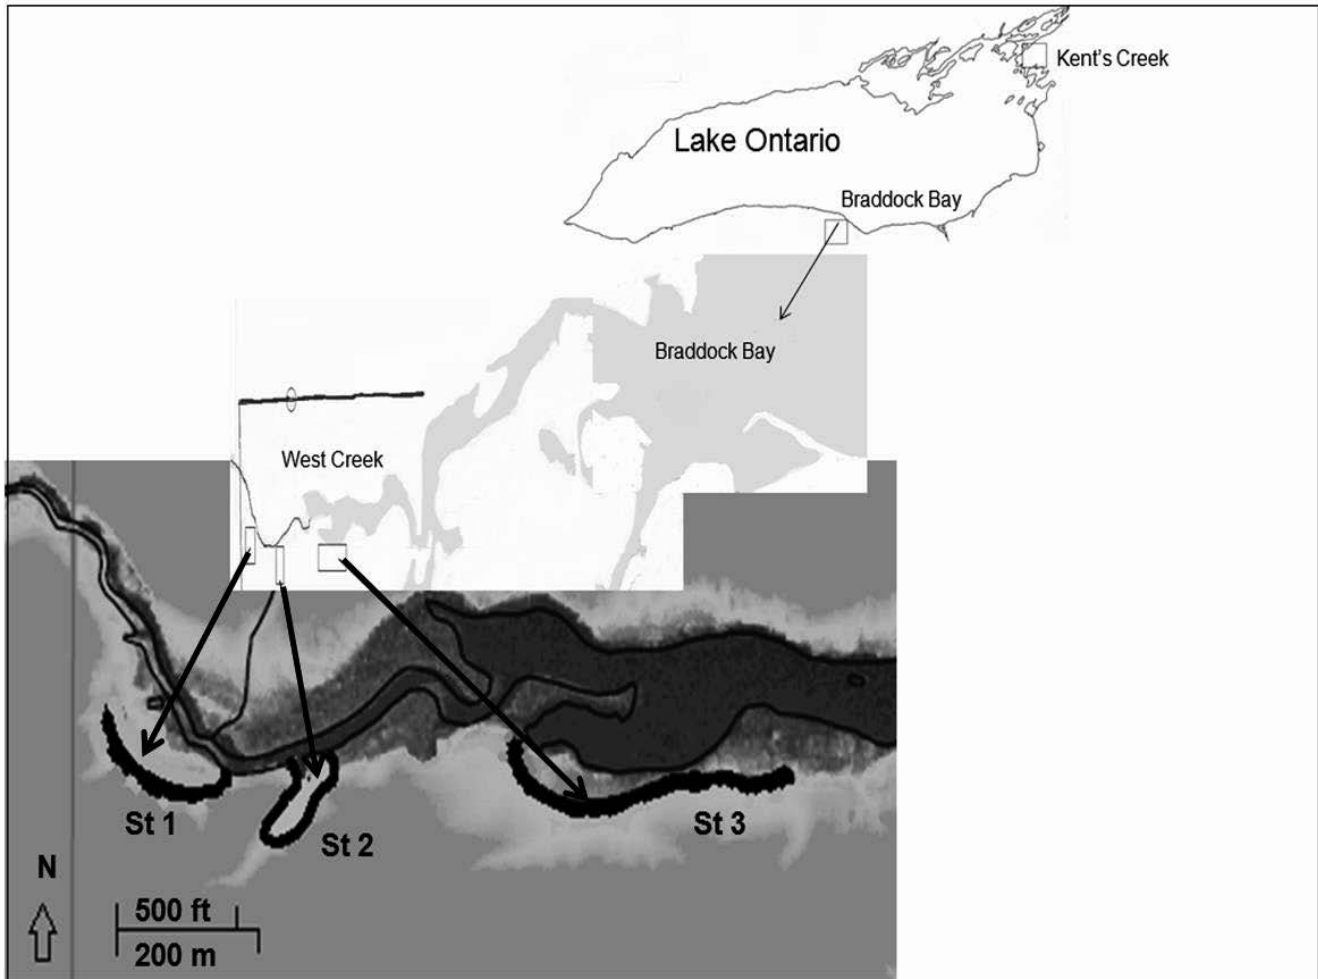 Kent's Creek
Lake Ontario
Braddock Bay
Braddock Bay
West Creek
St 1
St 2
St 3
N
500 ft
200 m